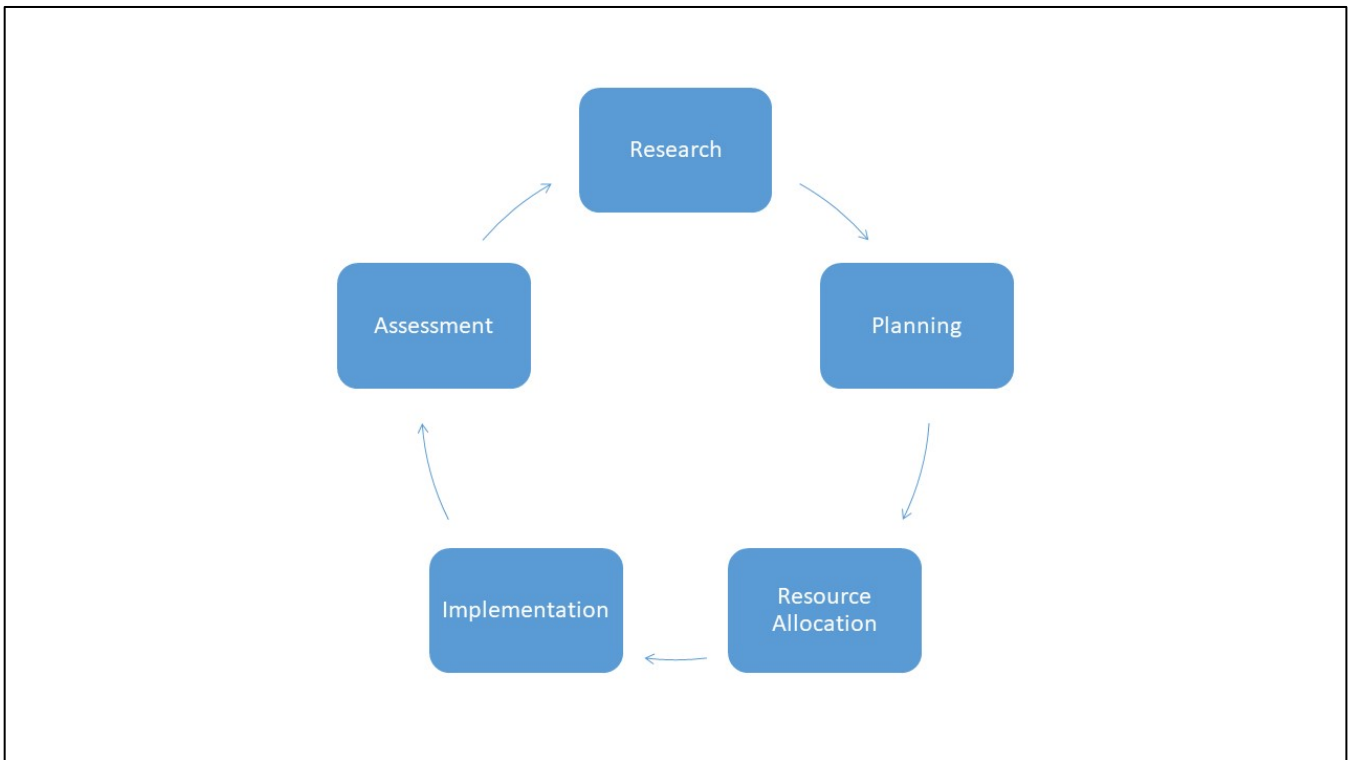 Research
Planning
Resource
Allocation
Implementation
Assessment